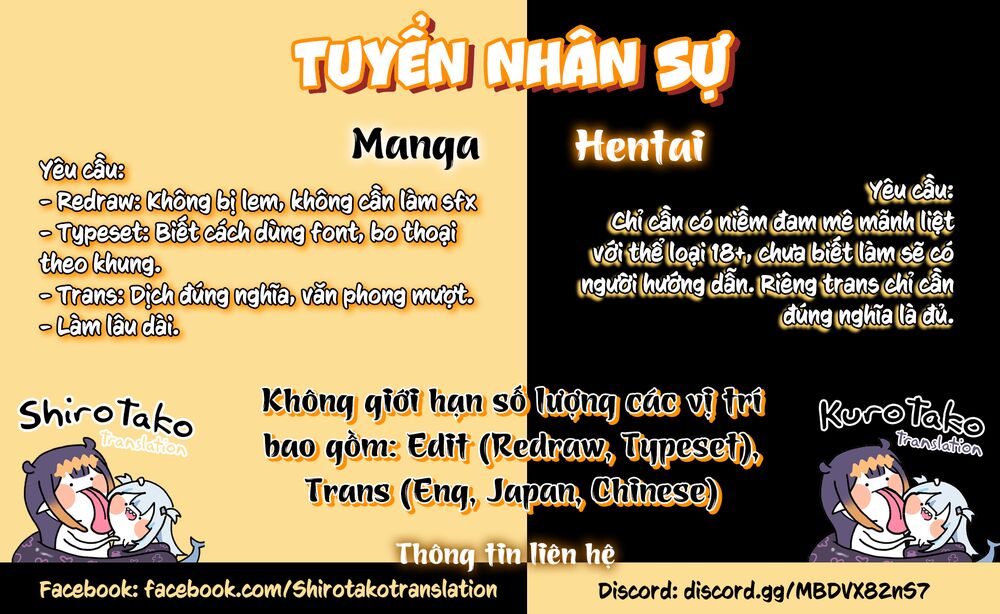 TUYỂN NHÂN SỰ
Manga
Yêu cầu:
- Redraw: Không bị lem, không cần làm sfx
- Typeset: Biết cách dùng font, bo thoại
theo khung.
- Trans: Dịch đúng nghĩa, văn phong mượt.
- Làm lâu dài.
Hentai
Yêu cầu:
Chỉ cần có niềm đam mê mãnh liệt
với thể loại 18+, chưa biết làm sẽ có
người hướng dẫn. Riêng trans chỉ cần
đúng nghĩa là đủ.
ShiroTako
Translation
Không giới hạn số lượng các vị trí
bao gồm: Edit (Redraw, Typeset),
Trans (Eng, Japan, Chinese)
KuroTako
Translation
Thông tin liên hệ
Facebook: facebook.com/Shirotakotranslation
Discord: discord.gg/MBDVX82nS7